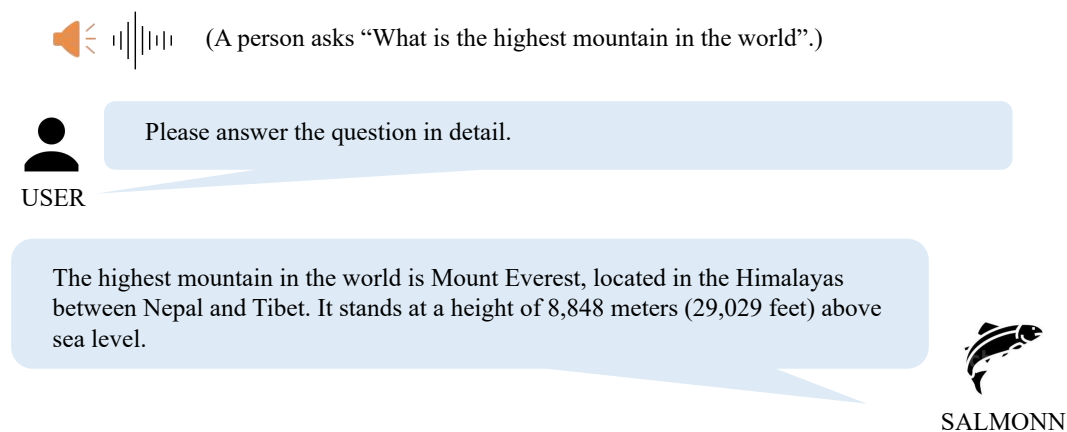 (A person asks “What is the highest mountain in the world”.)
Please answer the question in detail.
USER
The highest mountain in the world is Mount Everest, located in the Himalayas
between Nepal and Tibet. It stands at a height of 8,848 meters (29,029 feet) above
sea level.
SALMONN